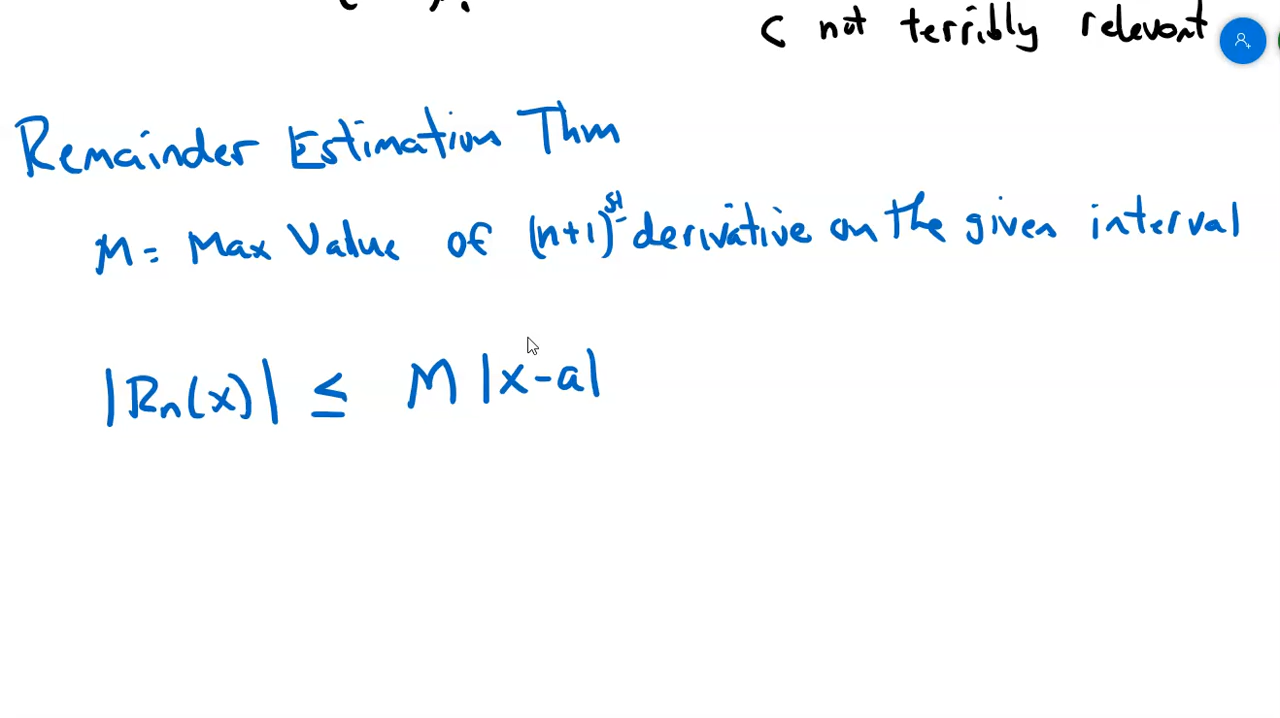 c not terribly relevant
Remainder Estimation Thm
M = Max Value of (n+1)st derivative on the given interval
|Rn(x)| ≤ M |x-a|